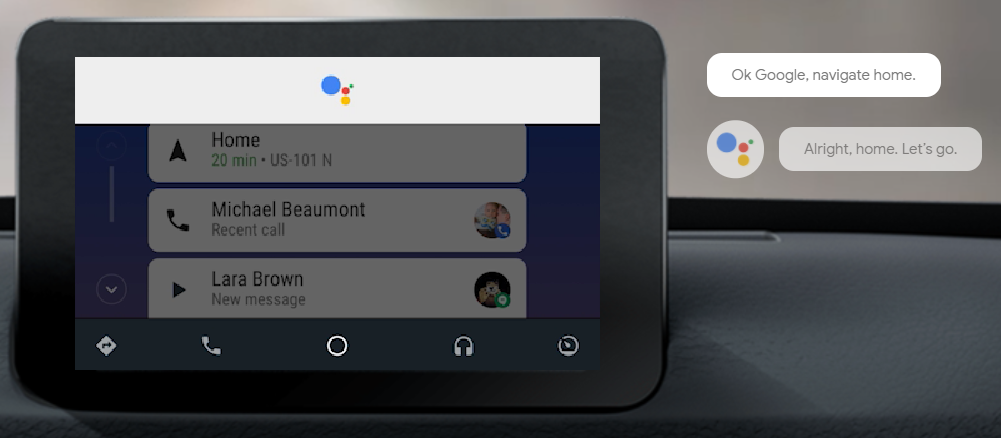 Home
20 min • US-101 N
Michael Beaumont
Recent call
Lara Brown
New message
Ok Google, navigate home.
Alright, home. Let's go.